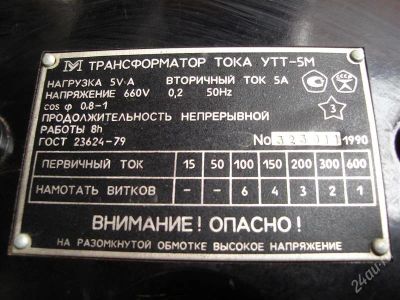 ТРАНСФОРМАТОР ТОКА УТТ-5М
НАГРУЗКА 5V·A ВТОРИЧНЫЙ ТОК 5А
НАПРЯЖЕНИЕ 660V 0,2 50Hz
cos φ 0,8-1
ПРОДОЛЖИТЕЛЬНОСТЬ НЕПРЕРЫВНОЙ
РАБОТЫ 8h
ГОСТ 23624-79 No 1990
ПЕРВИЧНЫЙ ТОК 15 50 100 150 200 300 600
НАМОТАТЬ ВИТКОВ - - 6 4 3 2 1
ВНИМАНИЕ! ОПАСНО!
НА РАЗОМКНУТОЙ ОБМОТКЕ ВЫСОКОЕ НАПРЯЖЕНИЕ